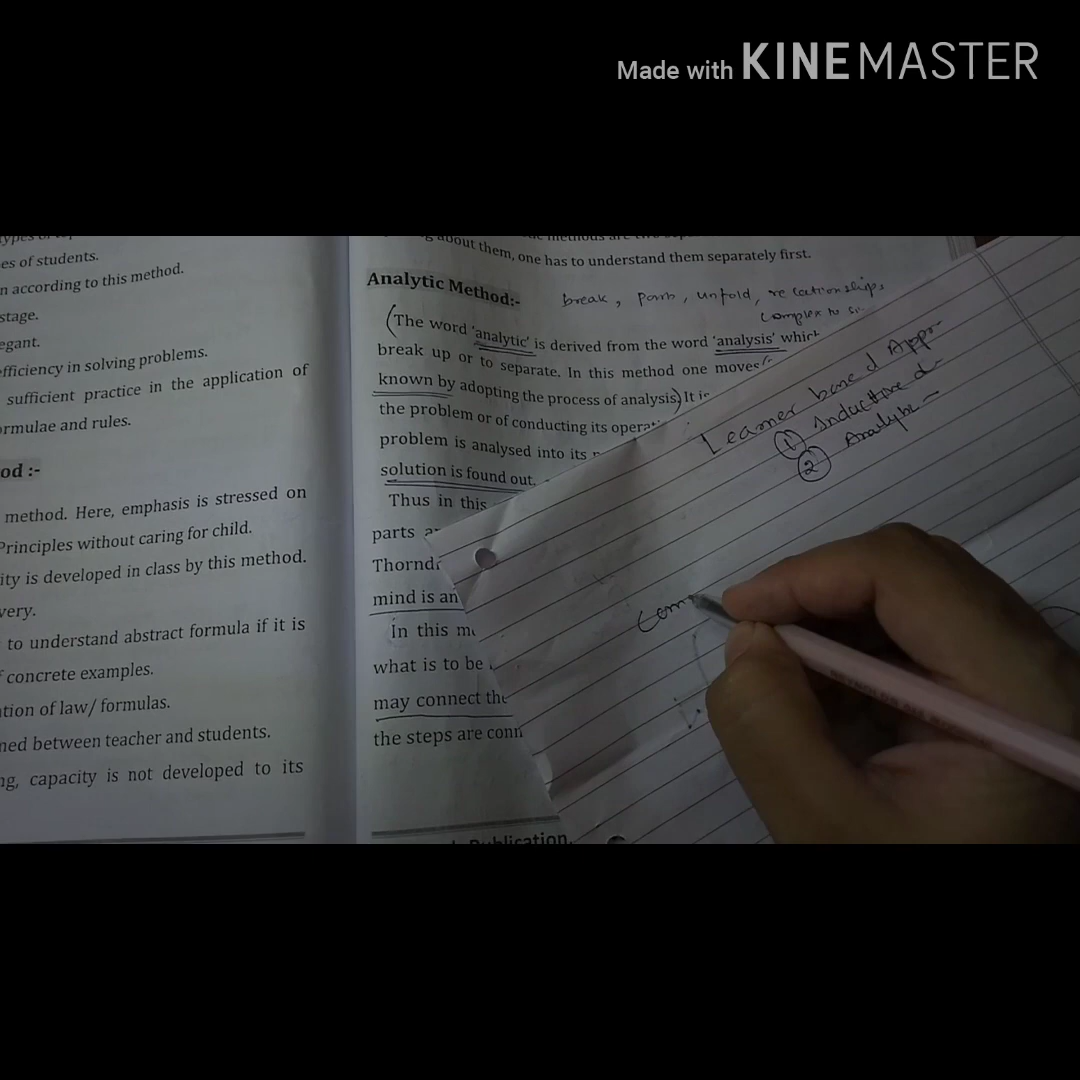 Made with KINEMASTER
es of students.
n according to this method.
stage.
egant.
efficiency in solving problems.
sufficient practice in the application of
ormulae and rules.
od :-
method. Here, emphasis is stressed on
Principles without caring for child.
ity is developed in class by this method.
very.
to understand abstract formula if it is
f concrete examples.
ation of law/ formulas.
ned between teacher and students.
ng, capacity is not developed to its
about them, one has to understand them separately first.
Analytic Method:-
break, parts, unfold, relationships
Complex to
(The word 'analytic' is derived from the word 'analysis' which
break up or to separate. In this method one moves
known by adopting the process of analysis) It is
the problem or of conducting its operat
problem is analysed into its
solution is found out.
Thus in this
parts
Thornd
mind is an
In this m
what is to be
may connect the
the steps are conn
Publication.
Learner based Appr
① Inductive d
② Analytic -
Com